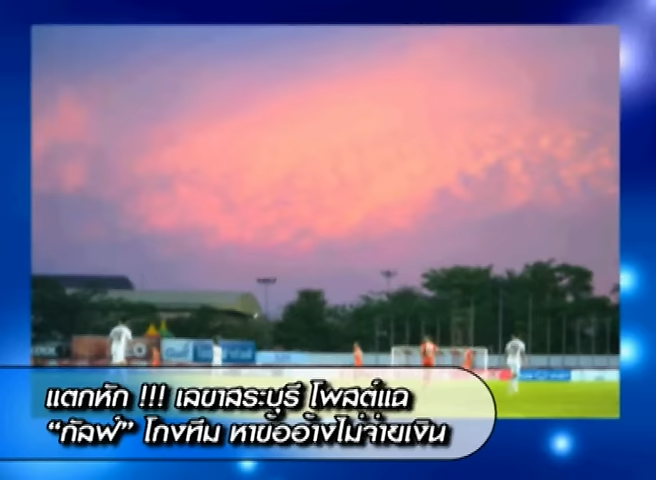 แตกหัก !!! เลขาสระบุรี โพสต์แฉ
“กัลฟ์” โกงทีม หาข้ออ้างไม่จ่ายเงิน